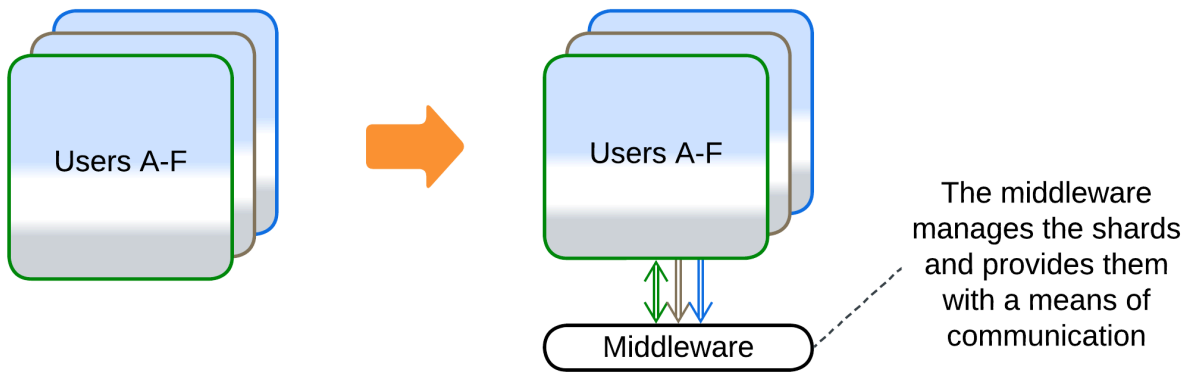 Users A-F
Users A-F
The middleware
manages the shards
and provides them
with a means of
communication
Middleware